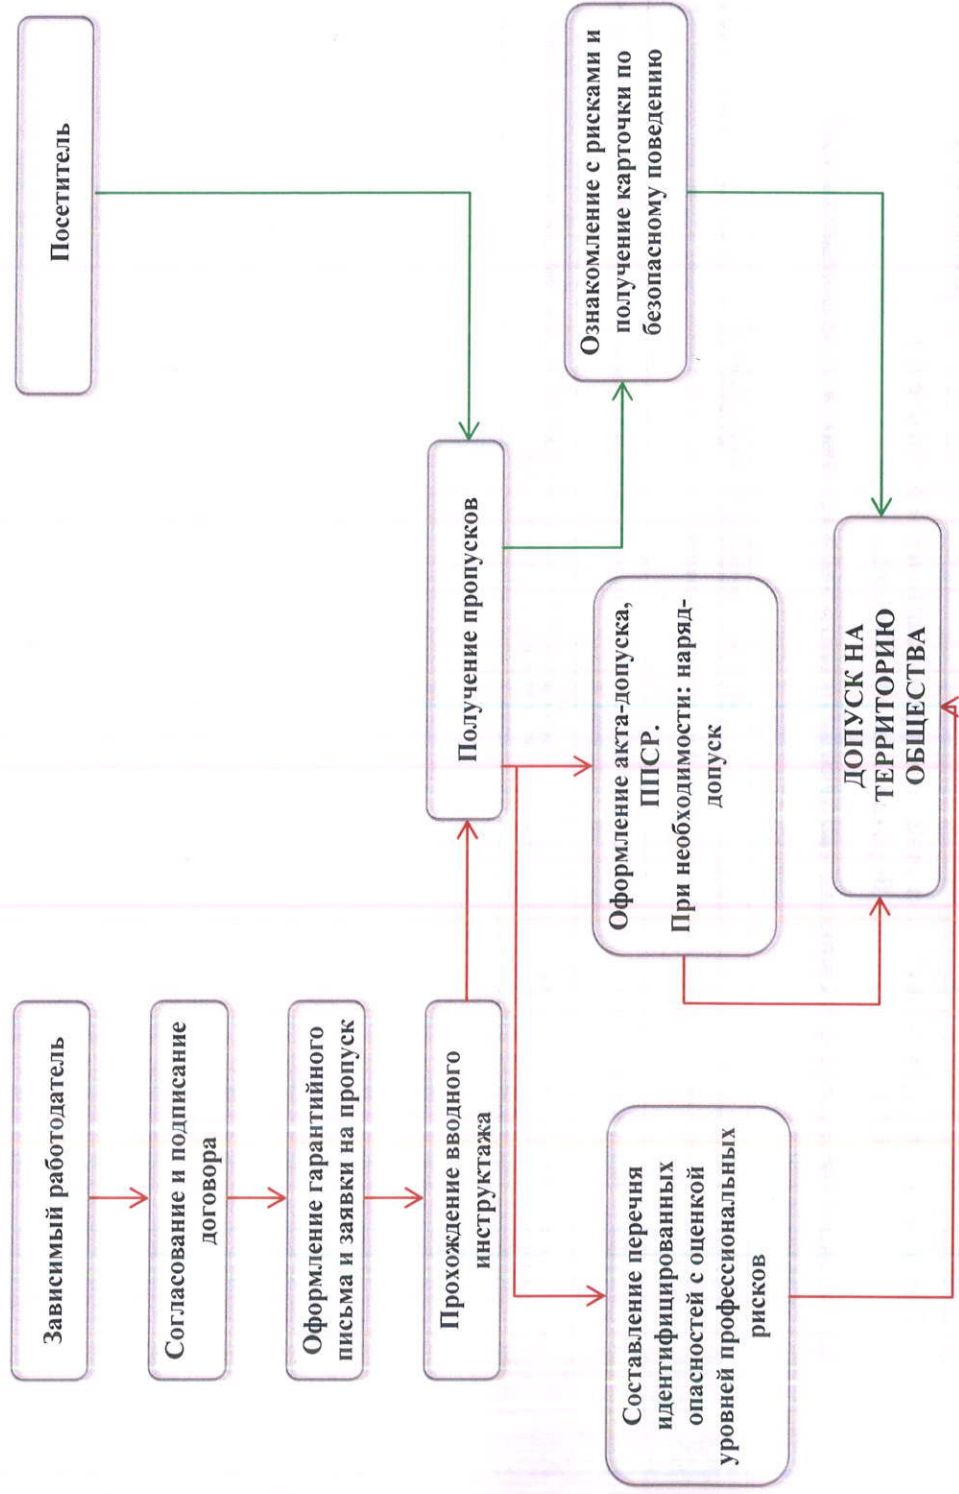 Зависимый работодатель
Посетитель
Согласование и подписание
договора
Оформление гарантийного
письма и заявки на пропуск
Прохождение вводного
инструктажа
Получение пропусков
Составление перечня
идентифицированных
опасностей с оценкой
уровней профессиональных
рисков
Оформление акта-допуска,
ППСР.
При необходимости: наряд-
допуск
Ознакомление с рисками и
получение карточки по
безопасному поведению
ДОПУСК НА
ТЕРРИТОРИЮ
ОБЩЕСТВА